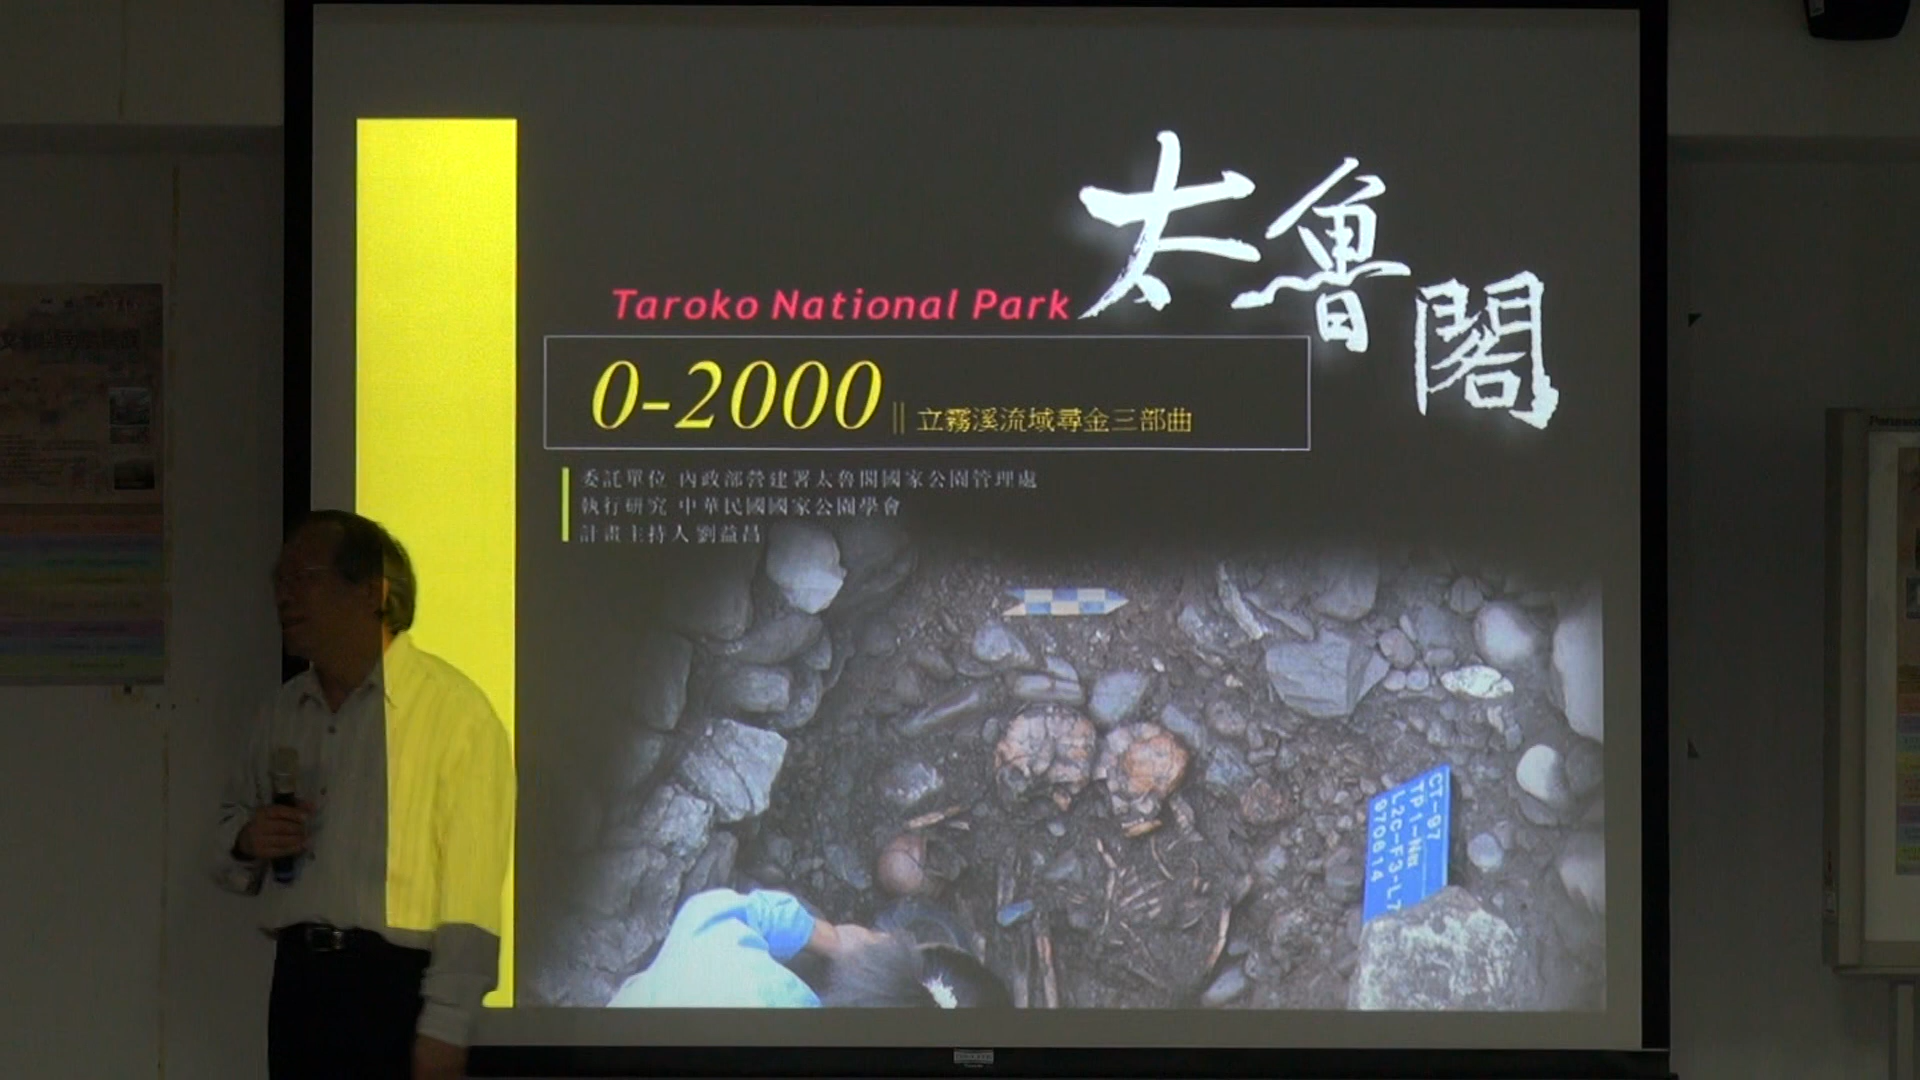 太魯閣
Taroko National Park
0-2000 || 立霧溪流域尋金三部曲
委託單位 內政部營建署太魯閣國家公園管理處
執行研究 中華民國國家公園學會
計畫主持人 劉益昌
CT-97
TP1-N
L2c-F3-L7
970614